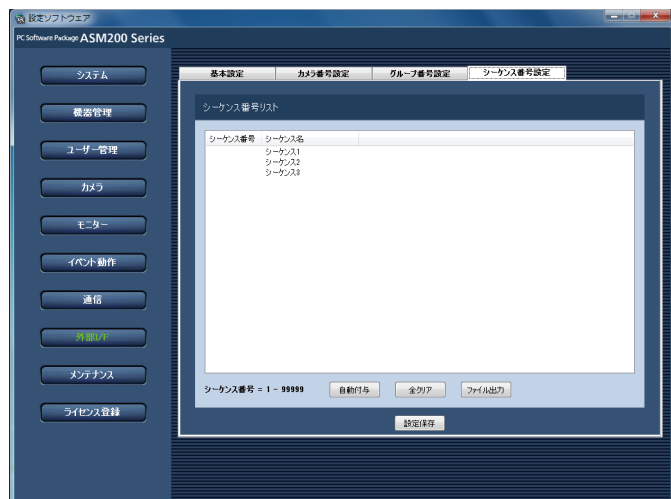 設定ソフトウェア
PC Software Package ASM200 Series
システム
機器管理
ユーザー管理
カメラ
モニター
イベント動作
通信
外部I/F
メンテナンス
ライセンス登録
基本設定 カメラ番号設定 グループ番号設定 シーケンス番号設定
シーケンス番号リスト
シーケンス番号 シーケンス名
シーケンス1
シーケンス2
シーケンス3
シーケンス番号 = 1 - 99999 自動付与 全クリア ファイル出力
設定保存